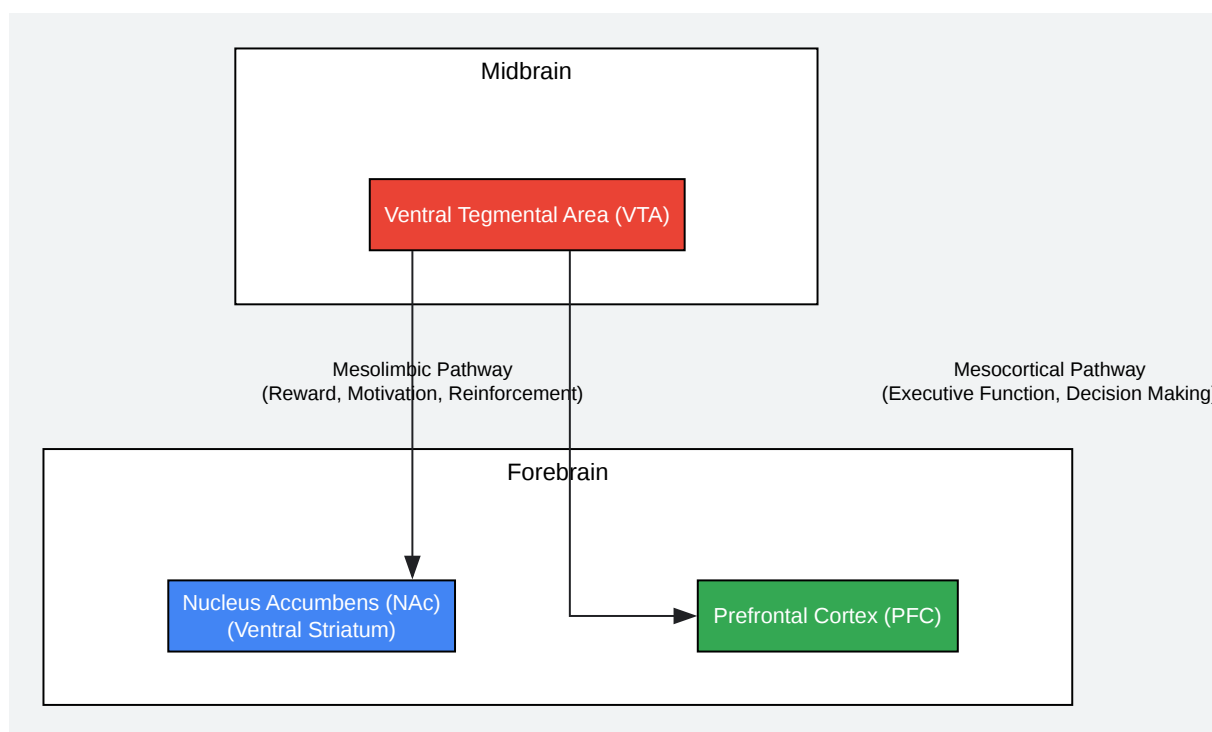 Midbrain
Ventral Tegmental Area (VTA)
Mesolimbic Pathway
(Reward, Motivation, Reinforcement)
Mesocortical Pathway
(Executive Function, Decision Making)
Forebrain
Nucleus Accumbens (NAc)
(Ventral Striatum)
Prefrontal Cortex (PFC)